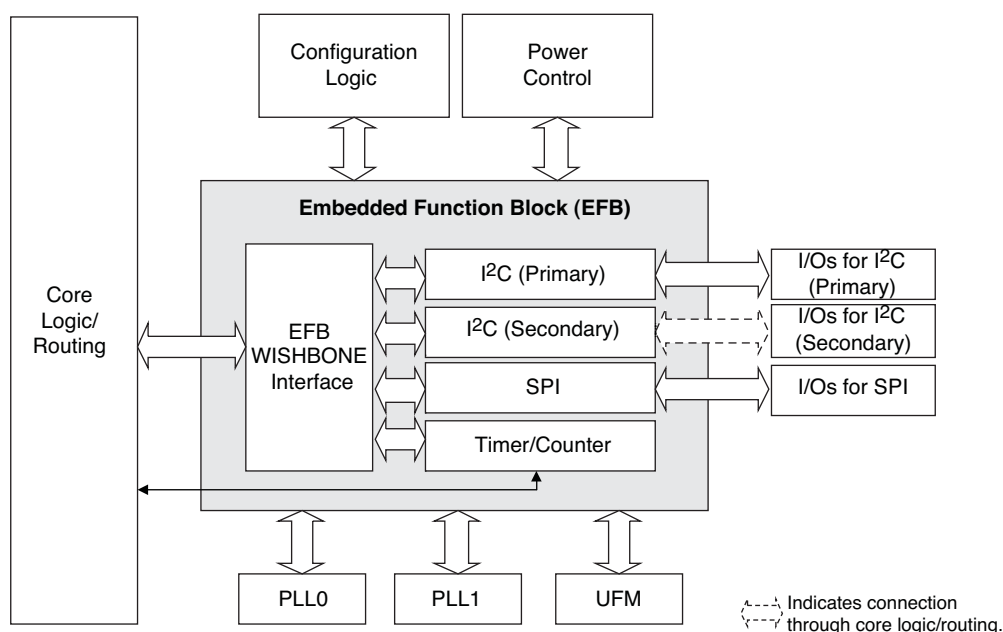 Configuration
Logic
Power
Control
Embedded Function Block (EFB)
Core
Logic/
Routing
EFB
WISHBONE
Interface
I²C (Primary)
I²C (Secondary)
SPI
Timer/Counter
I/Os for I²C
(Primary)
I/Os for I²C
(Secondary)
I/Os for SPI
PLL0
PLL1
UFM
Indicates connection
through core logic/routing.